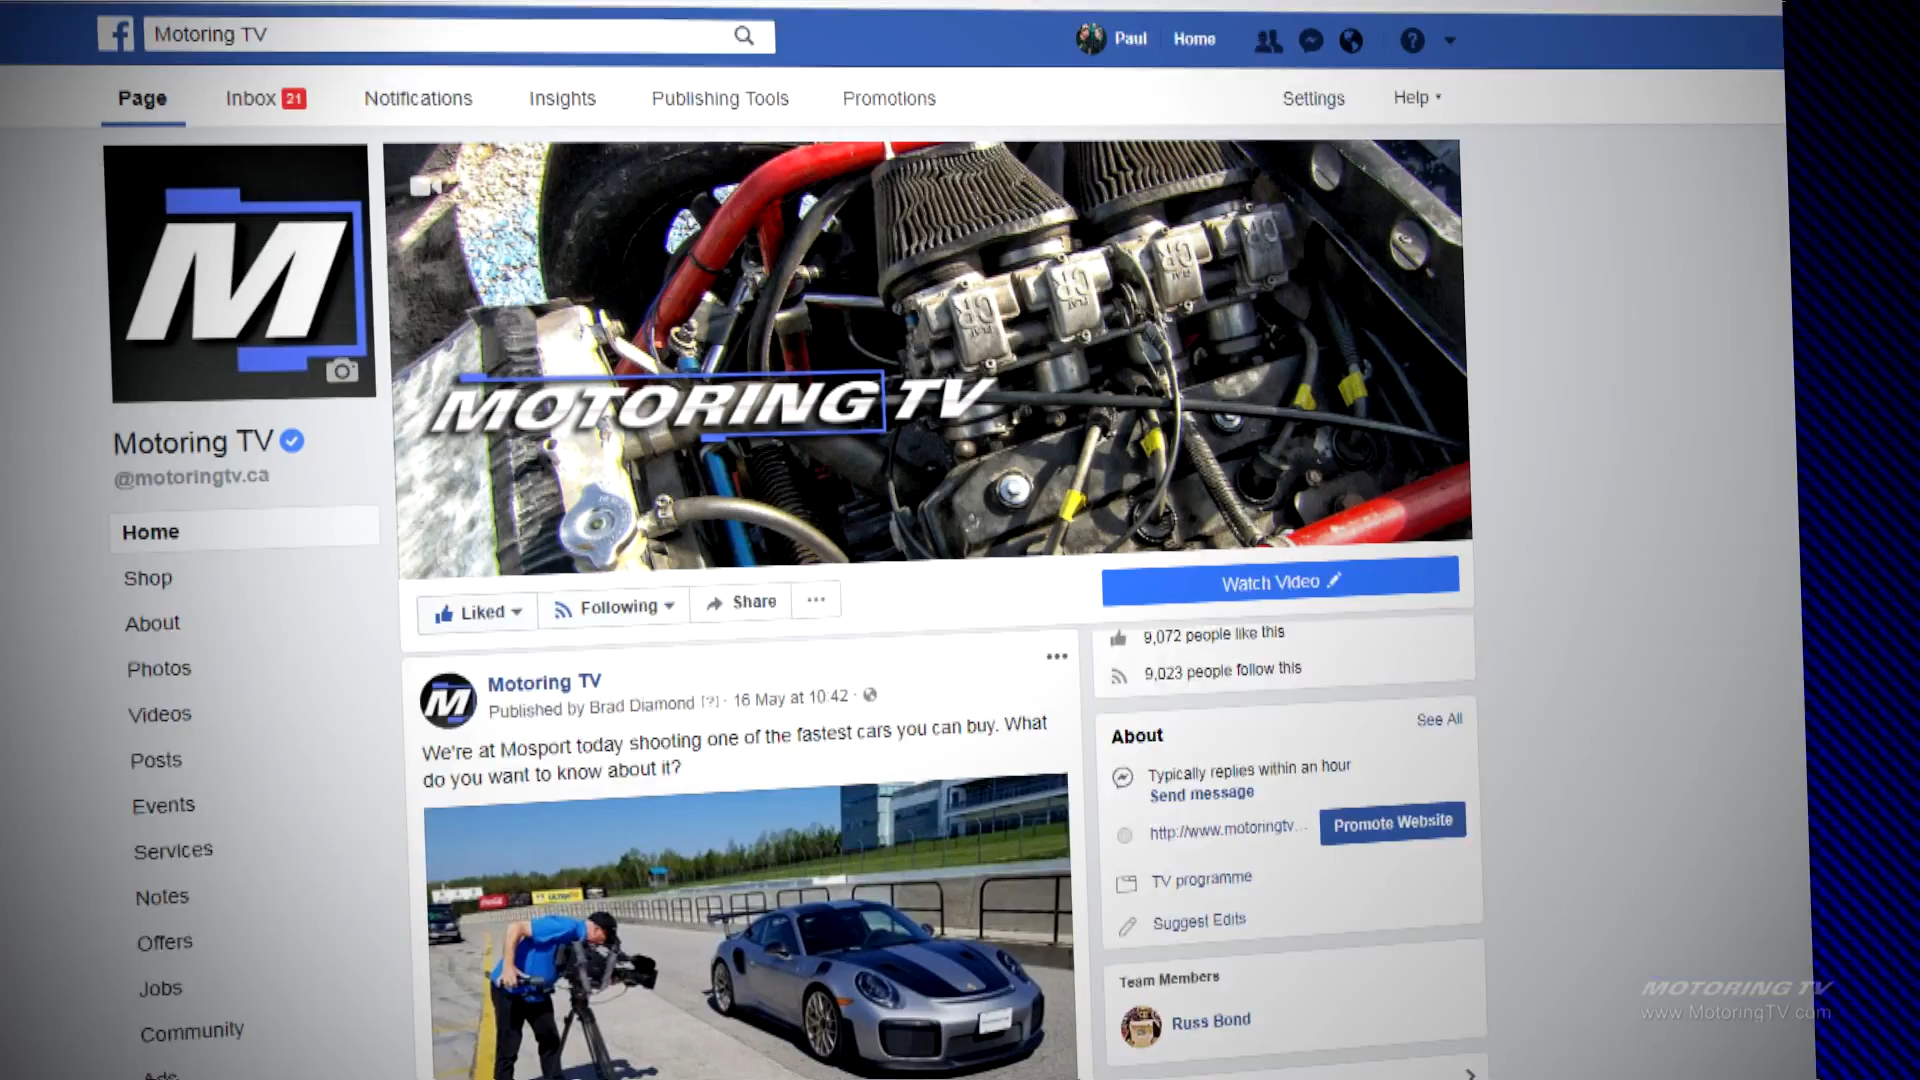 Motoring TV
Paul
Home
Page
Inbox 21
Notifications
Insights
Publishing Tools
Promotions
Settings
Help
M
MOTORING TV
Motoring TV
@motoringtv.ca
Home
Shop
About
Photos
Videos
Posts
Events
Services
Notes
Offers
Jobs
Community
Liked
Following
Share
Watch Video
M
Motoring TV
Published by Brad Diamond [?] · 16 May at 10:42 ·
We're at Mosport today shooting one of the fastest cars you can buy. What
do you want to know about it?
9,072 people like this
9,023 people follow this
About
See All
Typically replies within an hour
Send message
http://www.motoringtv...
Promote Website
TV programme
Suggest Edits
Team Members
Russ Bond
MOTORING TV
www.MotoringTV.com